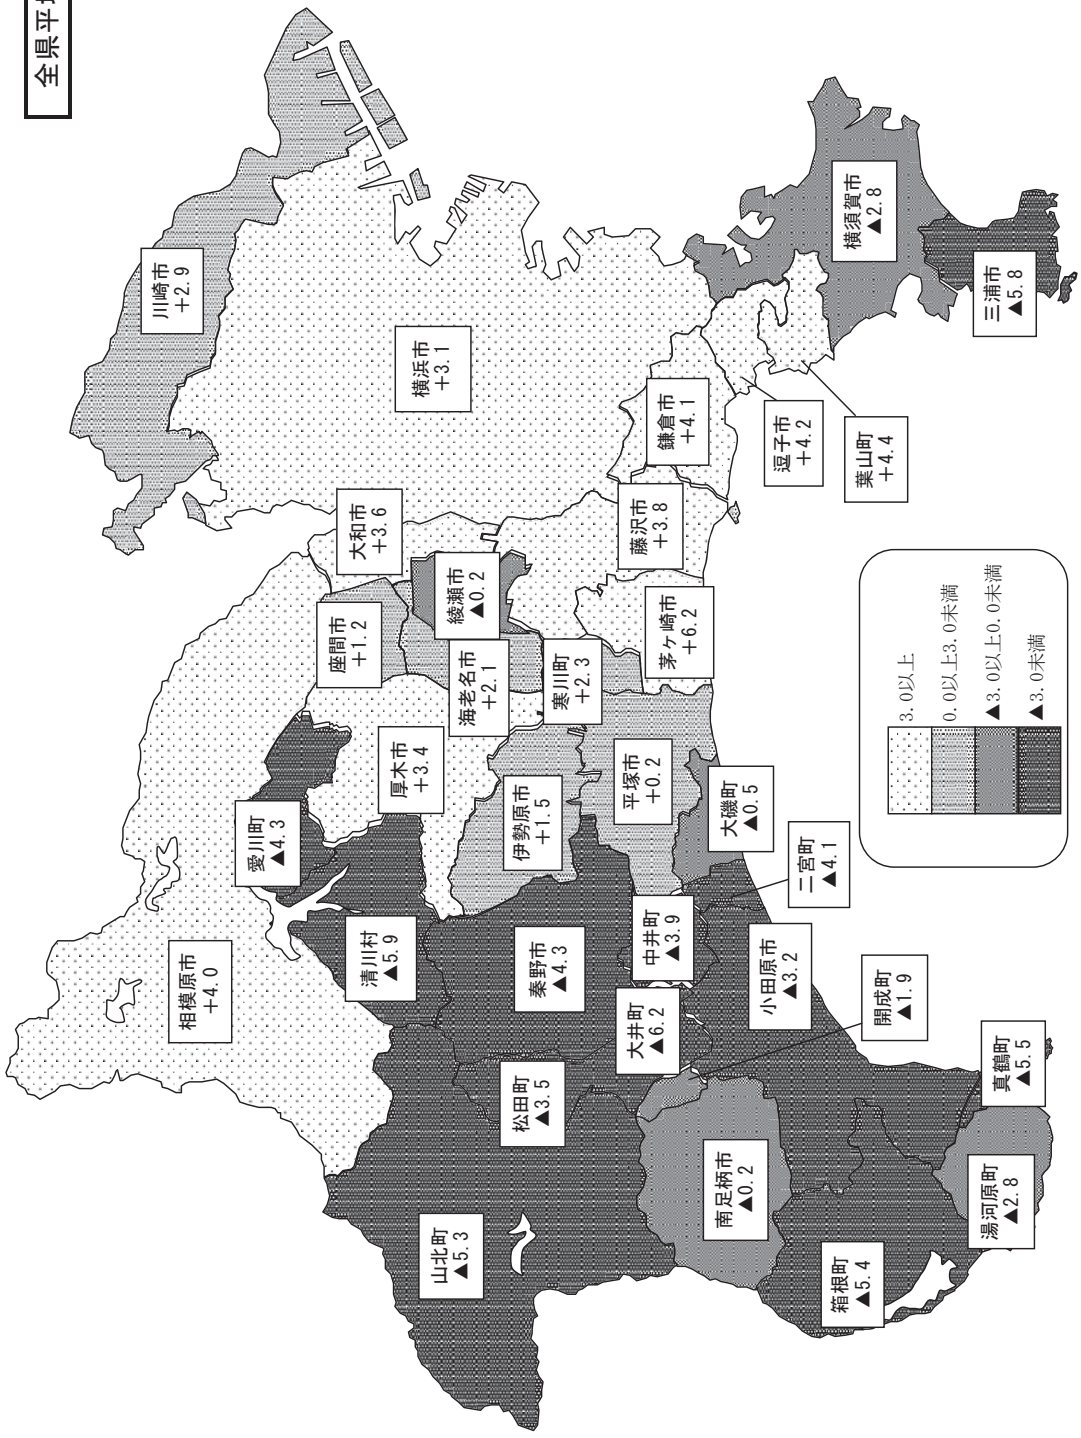 全県平
川崎市
+2.9
横浜市
+3.1
鎌倉市
+4.1
逗子市
+4.2
葉山町
+4.4
横須賀市
▲2.8
三浦市
▲5.8
大和市
+3.6
綾瀬市
▲0.2
藤沢市
+3.8
座間市
+1.2
海老名市
+2.1
寒川町
+2.3
茅ヶ崎市
+6.2
厚木市
+3.4
愛川町
▲4.3
伊勢原市
+1.5
平塚市
+0.2
大磯町
▲0.5
二宮町
▲4.1
相模原市
+4.0
清川村
▲5.9
秦野市
▲4.3
中井町
▲3.9
小田原市
▲3.2
大井町
▲6.2
開成町
▲1.9
松田町
▲3.5
山北町
▲5.3
南足柄市
▲0.2
真鶴町
▲5.5
湯河原町
▲2.8
箱根町
▲5.4
3.0以上
0.0以上3.0未満
▲3.0以上0.0未満
▲3.0未満